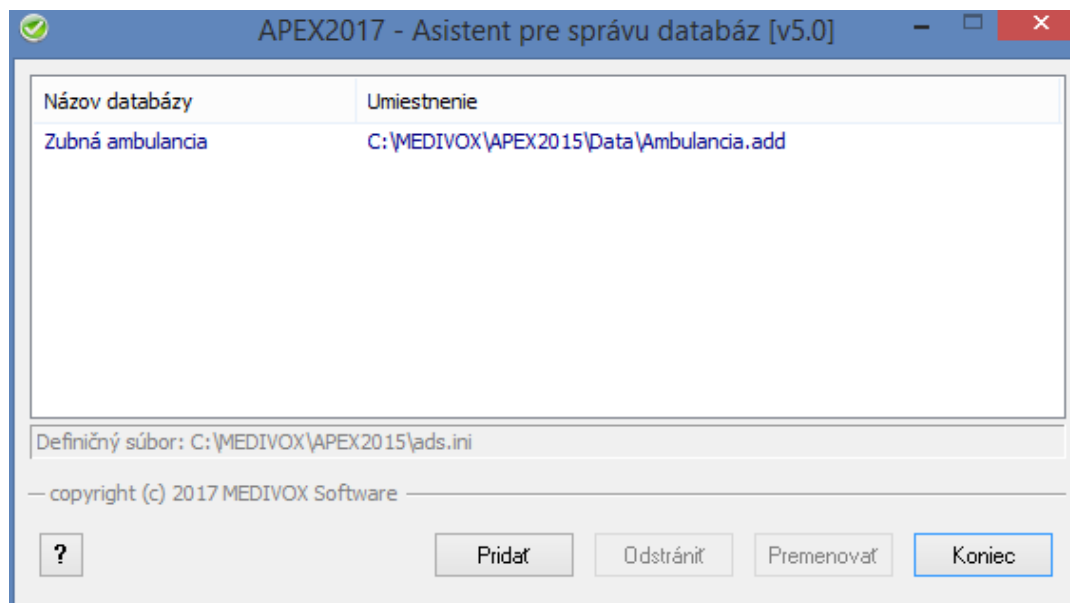 APEX2017 - Asistent pre správu databáz [v5.0]
Názov databázy Umiestnenie
Zubná ambulancia C:\MEDIVOX\APEX2015\Data\Ambulancia.add
Definičný súbor: C:\MEDIVOX\APEX2015\ads.ini
copyright (c) 2017 MEDIVOX Software
? Pridať Odstrániť Premenovať Koniec